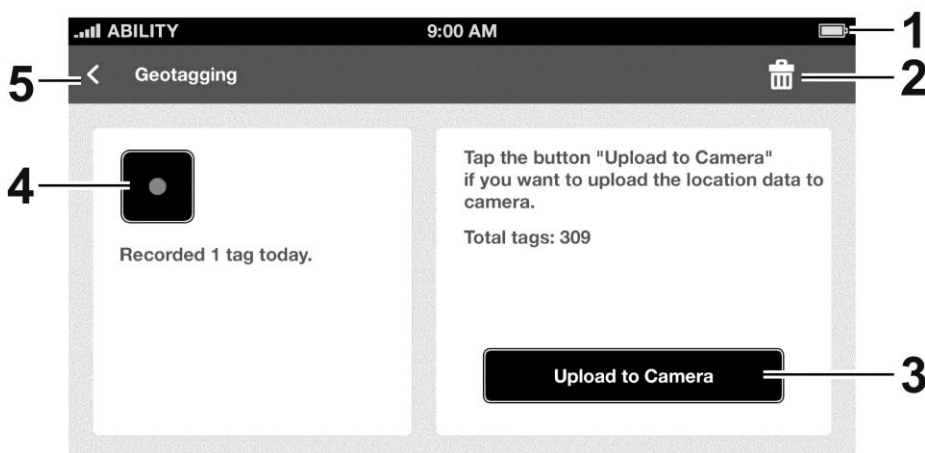 ABILITY 9:00 AM 1
Geotagging 2
5
4
Recorded 1 tag today.
Tap the button "Upload to Camera"
if you want to upload the location data to
camera.
Total tags: 309
Upload to Camera 3